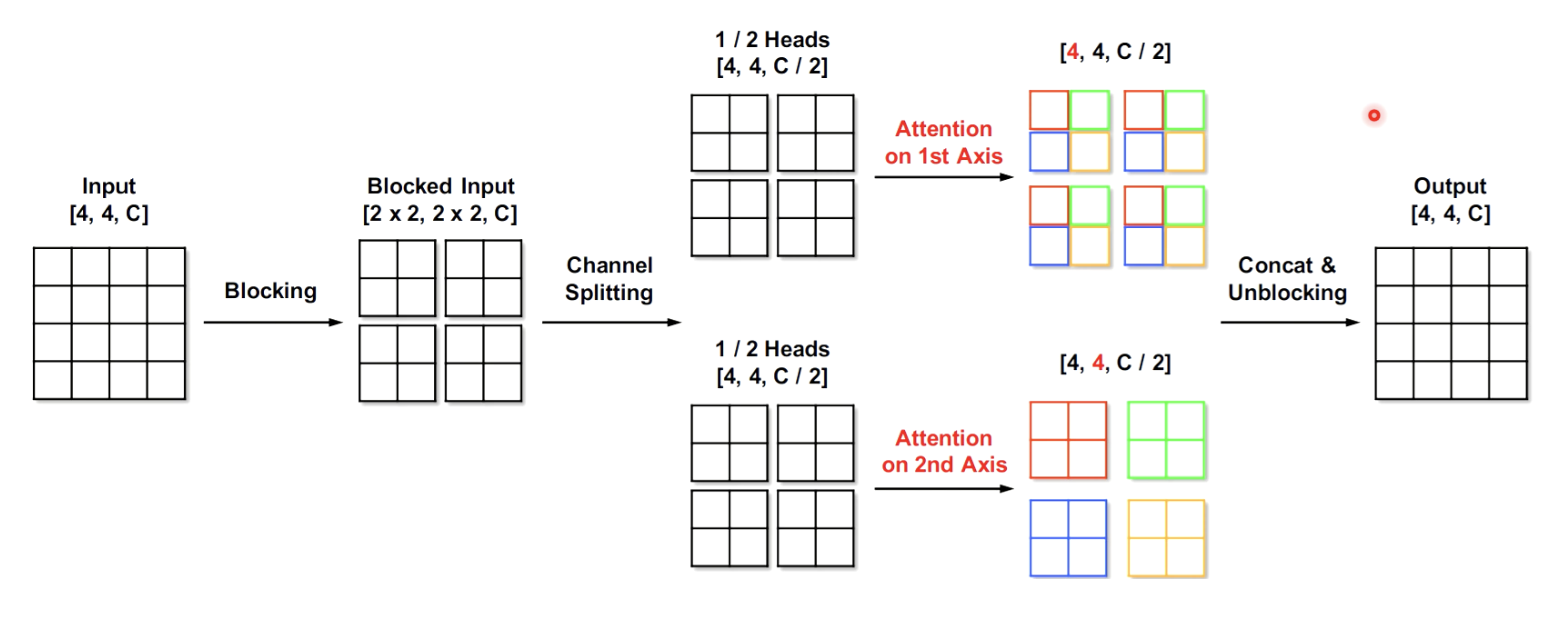 Input
[4, 4, C]
Blocking
Blocked Input
[2 x 2, 2 x 2, C]
Channel
Splitting
1 / 2 Heads
[4, 4, C / 2]
Attention
on 1st Axis
[4, 4, C / 2]
1 / 2 Heads
[4, 4, C / 2]
Attention
on 2nd Axis
[4, 4, C / 2]
Concat &
Unblocking
Output
[4, 4, C]